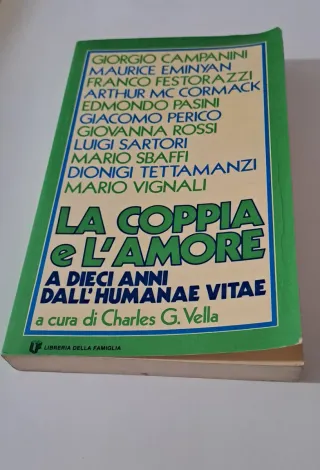 GIORGIO CAMPANINI
MAURICE EMINYAN
FRANCO FESTORAZZI
ARTHUR MC CORMACK
EDMONDO PASINI
GIACOMO PERICO
GIOVANNA ROSSI
LUIGI SARTORI
MARIO SBAFFI
DIONIGI TETTAMANZI
MARIO VIGNALI
LA COPPIA
e L'AMORE
A DIECI ANNI
DALL'HUMANAE VITAE
a cura di Charles G. Vella
LIBRERIA DELLA FAMIGLIA